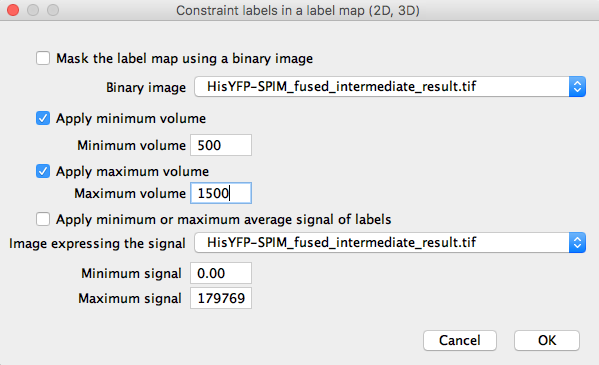 Constraint labels in a label map (2D, 3D)
Mask the label map using a binary image
Binary image HisYFP-SPIM_fused_intermediate_result.tif
Apply minimum volume
Minimum volume 500
Apply maximum volume
Maximum volume 1500
Apply minimum or maximum average signal of labels
Image expressing the signal HisYFP-SPIM_fused_intermediate_result.tif
Minimum signal 0.00
Maximum signal 179769
Cancel OK